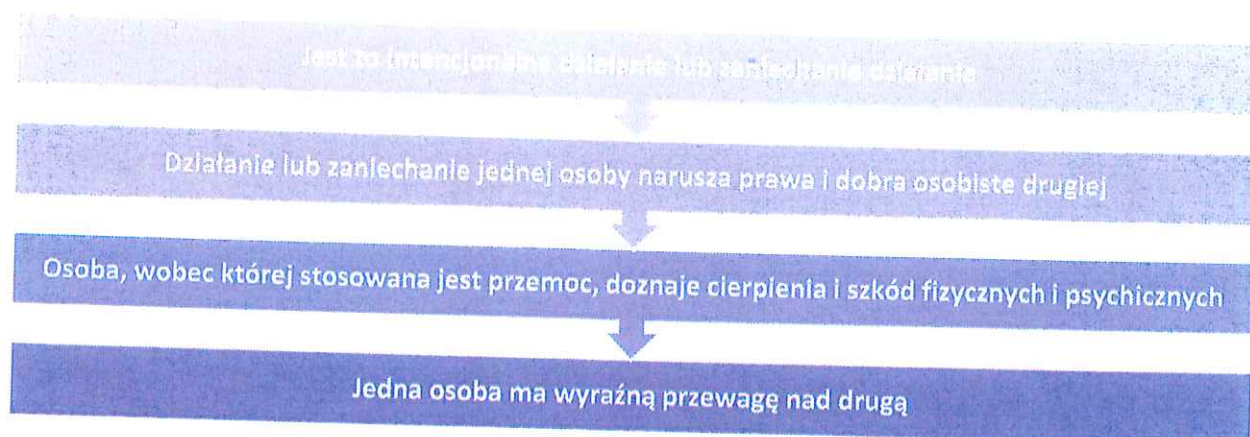 Jest to intencjonalne działanie lub zaniechanie działania
Działanie lub zaniechanie jednej osoby narusza prawa i dobra osobiste drugiej
Osoba, wobec której stosowana jest przemoc, doznaje cierpienia i szkód fizycznych i psychicznych
Jedna osoba ma wyraźną przewagę nad drugą